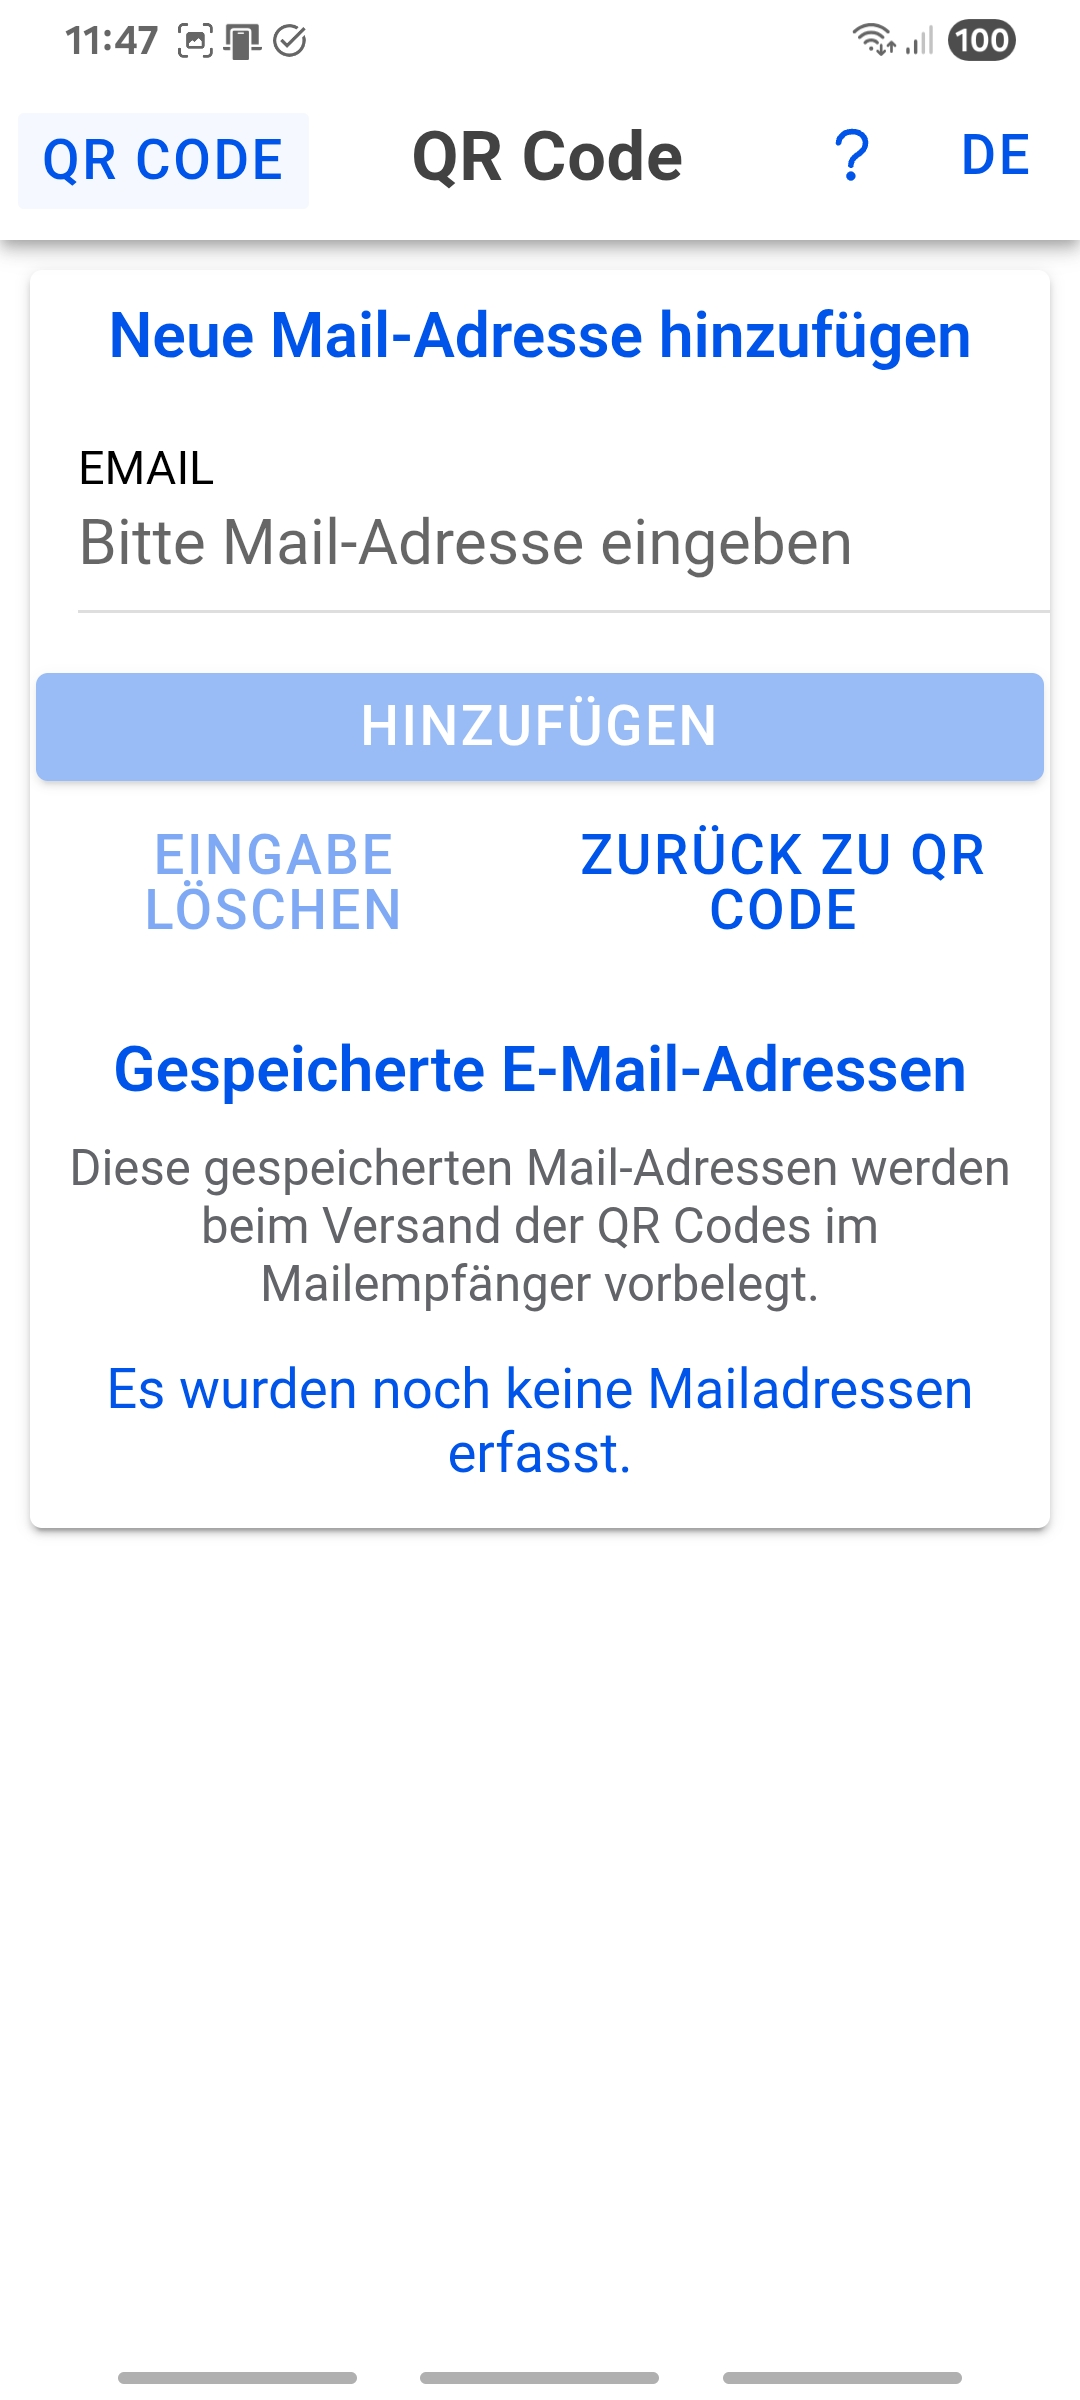 11:47
100
QR CODE
QR Code
?
DE
Neue Mail-Adresse hinzufügen
EMAIL
Bitte Mail-Adresse eingeben
HINZUFÜGEN
EINGABE
LÖSCHEN
ZURÜCK ZU QR
CODE
Gespeicherte E-Mail-Adressen
Diese gespeicherten Mail-Adressen werden
beim Versand der QR Codes im
Mailempfänger vorbelegt.
Es wurden noch keine Mailadressen
erfasst.